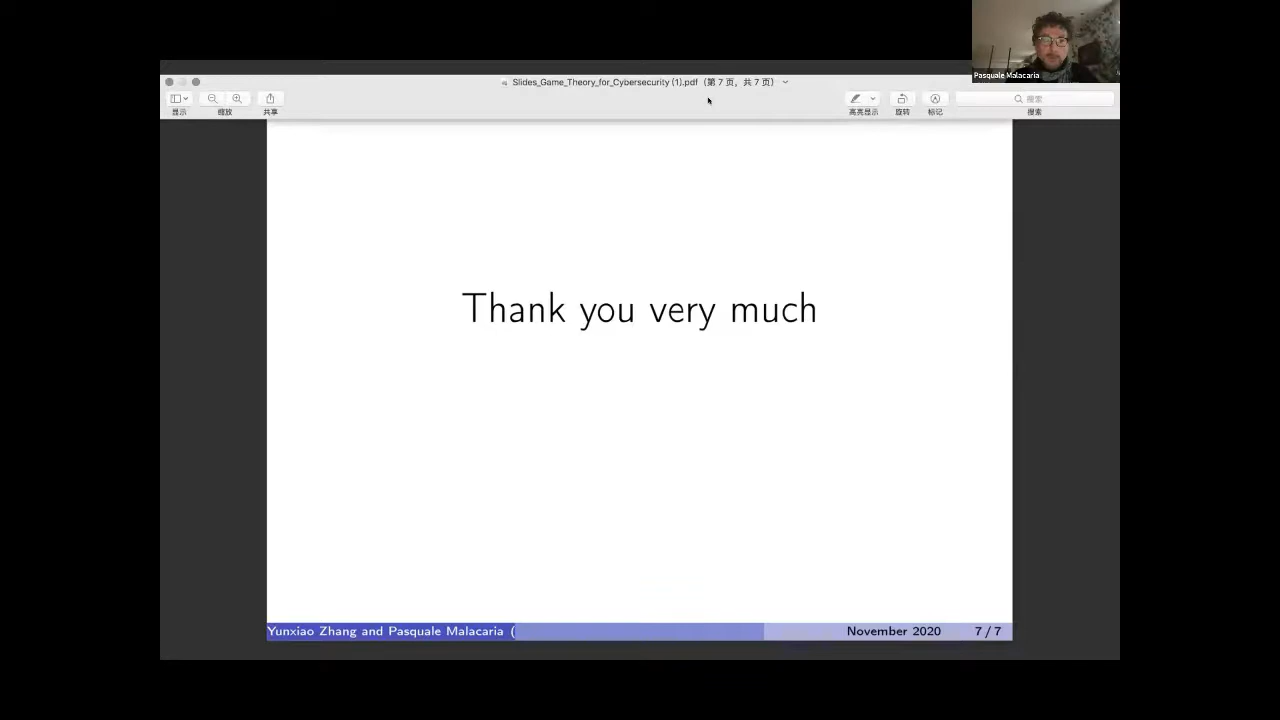 Pasquale Malacaria
Slides_Game_Theory_for_Cybersecurity (1).pdf (第 7 页，共 7 页)
显示
缩放
共享
高亮显示
旋转
标记
搜索
搜索
Thank you very much
Yunxiao Zhang and Pasquale Malacaria (
November 2020
7 / 7